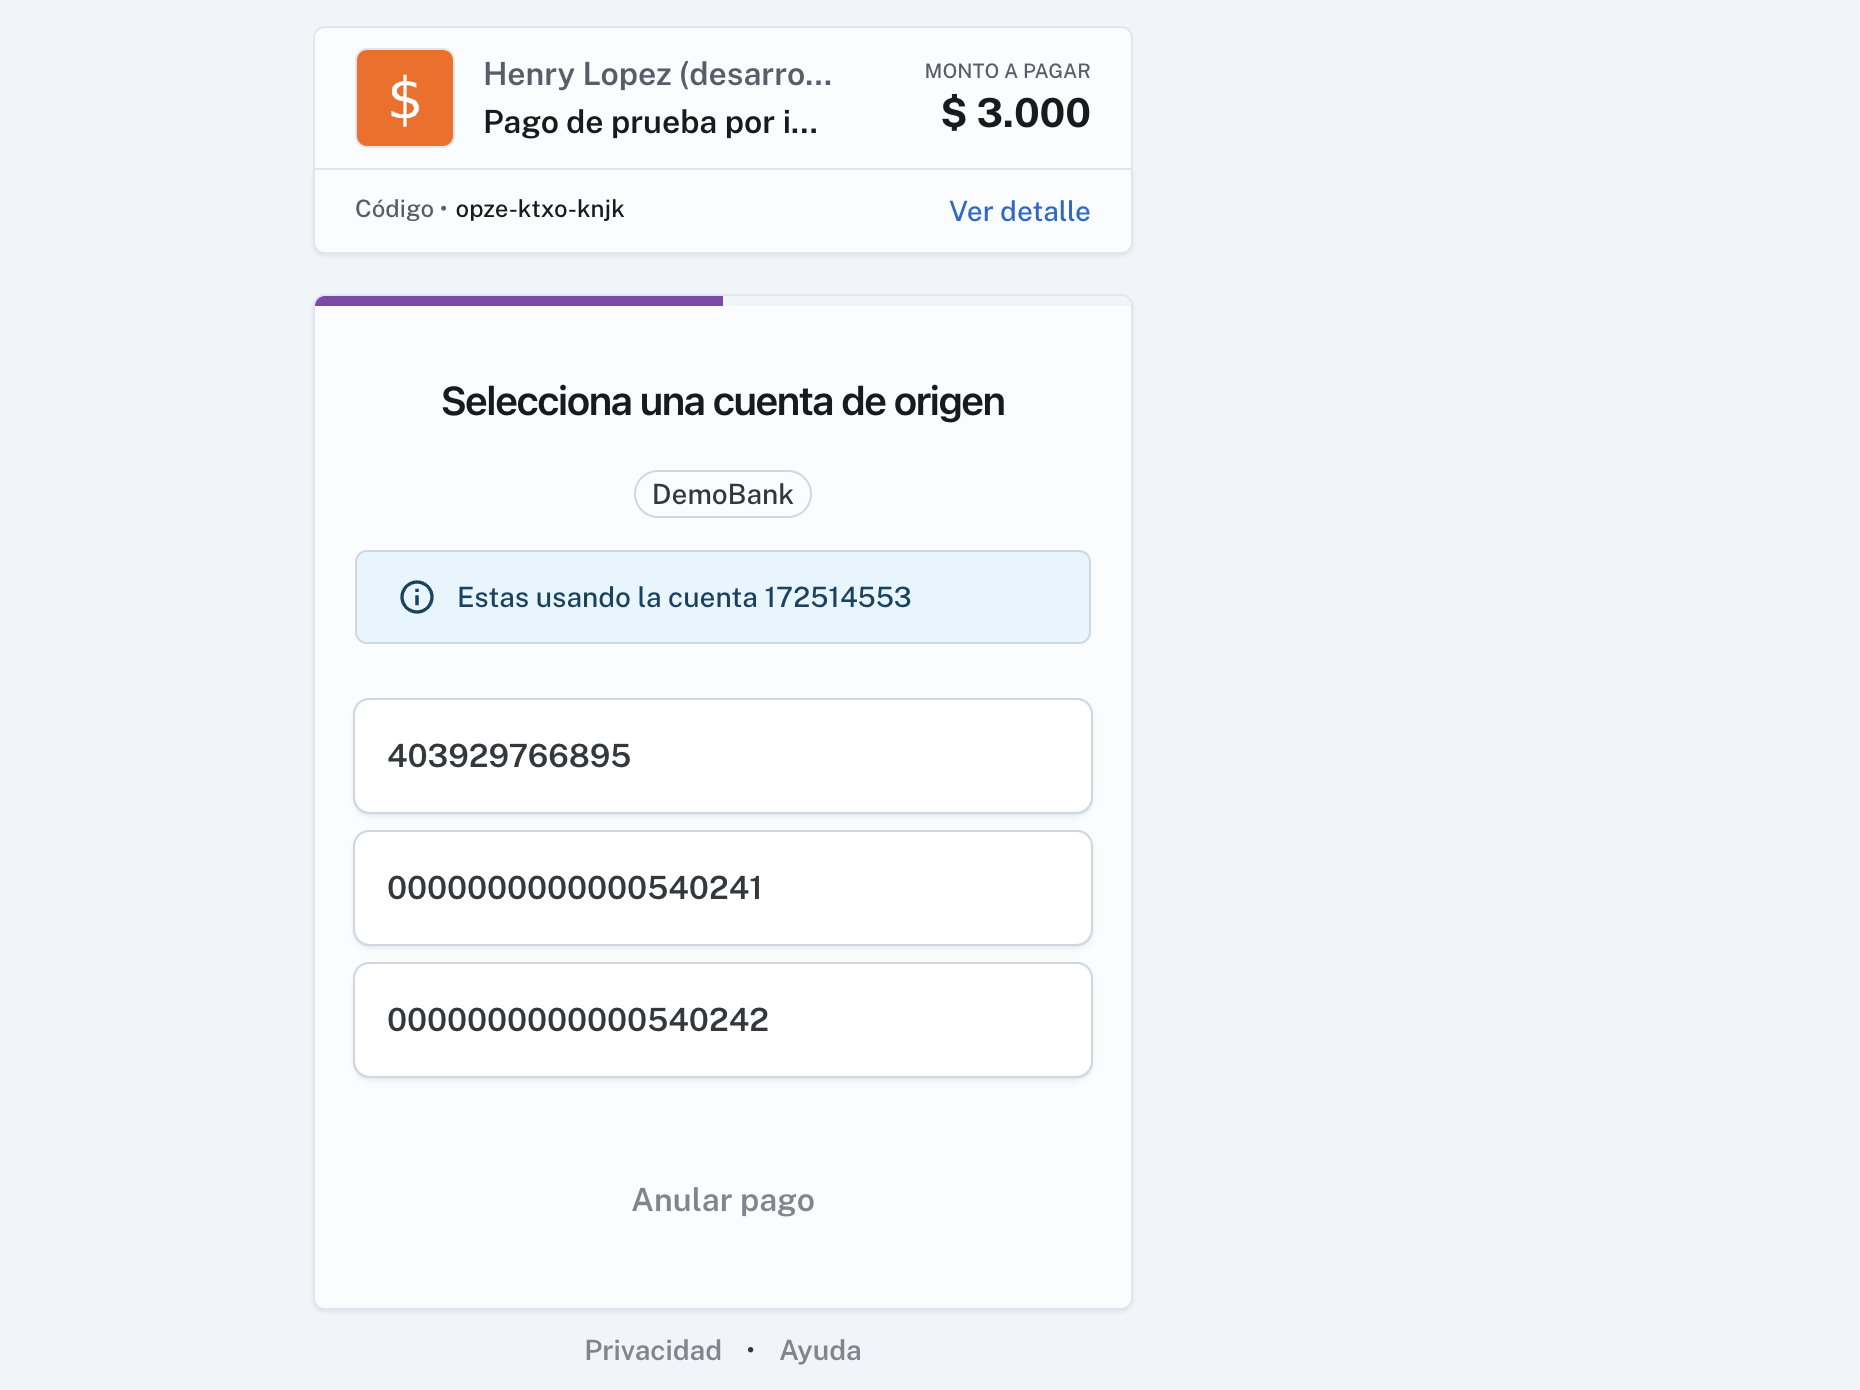 $
Henry Lopez (desarro...
Pago de prueba por i...
MONTO A PAGAR
$ 3.000
Código • opze-ktxo-knjk
Ver detalle
Selecciona una cuenta de origen
DemoBank
Estas usando la cuenta 172514553
403929766895
0000000000000540241
0000000000000540242
Anular pago
Privacidad • Ayuda